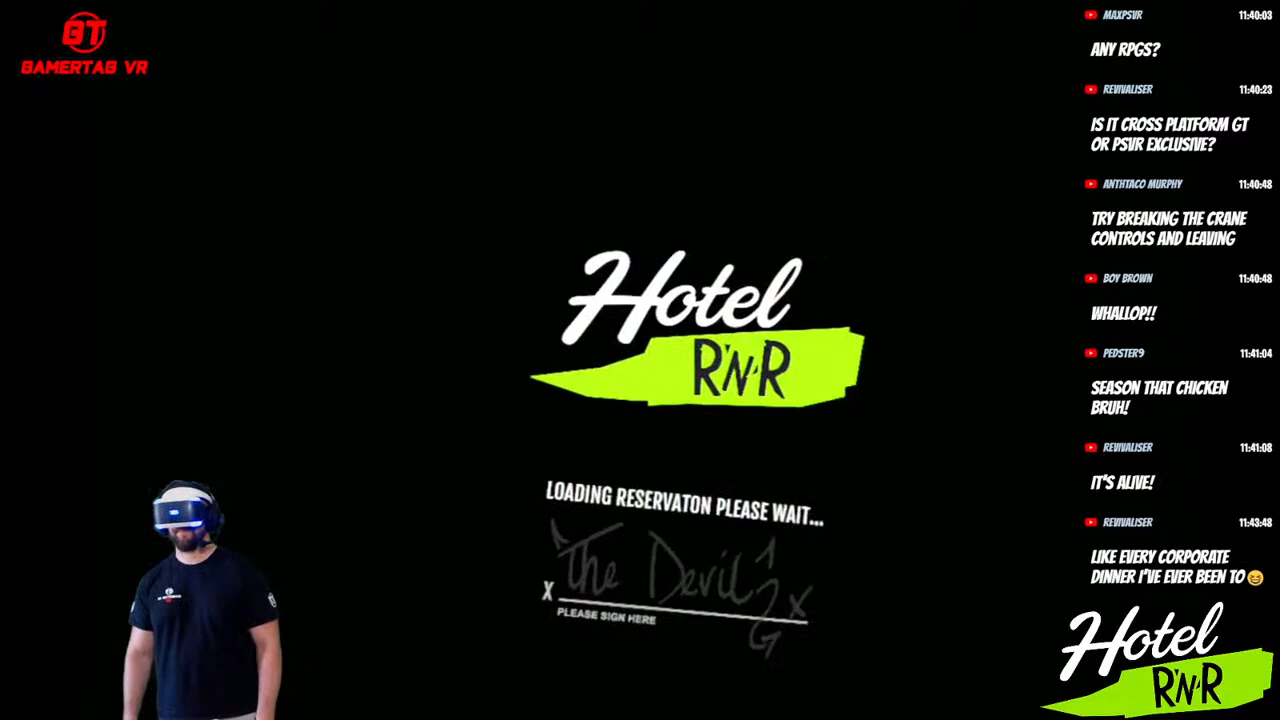 GT
GAMERTAG VR
Hotel
R'N'R
LOADING RESERVATON PLEASE WAIT...
The Devil
X
x
PLEASE SIGN HERE
MAXPSVR 11:40:03
ANY RPGS?
REVIVALISER 11:40:23
IS IT CROSS PLATFORM GT
OR PSVR EXCLUSIVE?
ANTHTACO MURPHY 11:40:48
TRY BREAKING THE CRANE
CONTROLS AND LEAVING
BOY BROWN 11:40:48
WHALLOP!!
PEDSTER9 11:41:04
SEASON THAT CHICKEN
BRUH!
REVIVALISER 11:41:08
IT'S ALIVE!
REVIVALISER 11:43:48
LIKE EVERY CORPORATE
DINNER I'VE EVER BEEN TO😆
Hotel
R'N'R